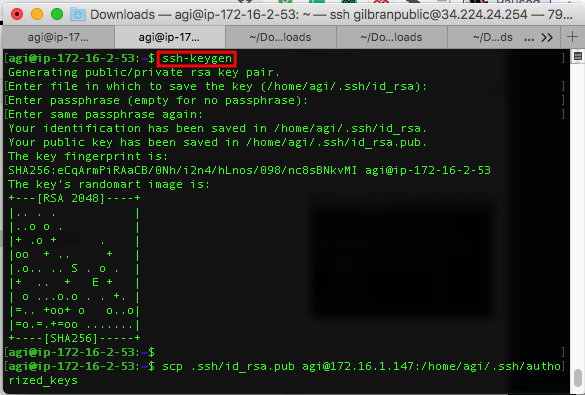 Downloads — agi@ip-172-16-2-53: ~ — ssh gilbranpublic@34.224.24.254 — 79...
agi@ip-17... agi@ip-17... ~/Do...loads ~/Do...loads ~/D...ds ... >>
[agi@ip-172-16-2-53:~$ ssh-keygen
Generating public/private rsa key pair.
[Enter file in which to save the key (/home/agi/.ssh/id_rsa): ]
[Enter passphrase (empty for no passphrase): ]
[Enter same passphrase again: ]
Your identification has been saved in /home/agi/.ssh/id_rsa.
Your public key has been saved in /home/agi/.ssh/id_rsa.pub.
The key fingerprint is:
SHA256:eCqArmPiRAaCB/0Nh/i2n4/hLnos/098/nc8sBNkvMI agi@ip-172-16-2-53
The key's randomart image is:
+---[RSA 2048]----+
|.. . .           |
|..o o .          |
|+ .o +     .     |
|oo  + ..    +    |
|.o.. .. S . o .  |
|+  ..  +   E +   |
| o ...o.o . . +. |
|=.. +oo+ o   o..o|
|=o.=.+=oo .......|
+----[SHA256]-----+
[agi@ip-172-16-2-53:~$ ]
[agi@ip-172-16-2-53:~$ scp .ssh/id_rsa.pub agi@172.16.1.147:/home/agi/.ssh/autho
rized_keys